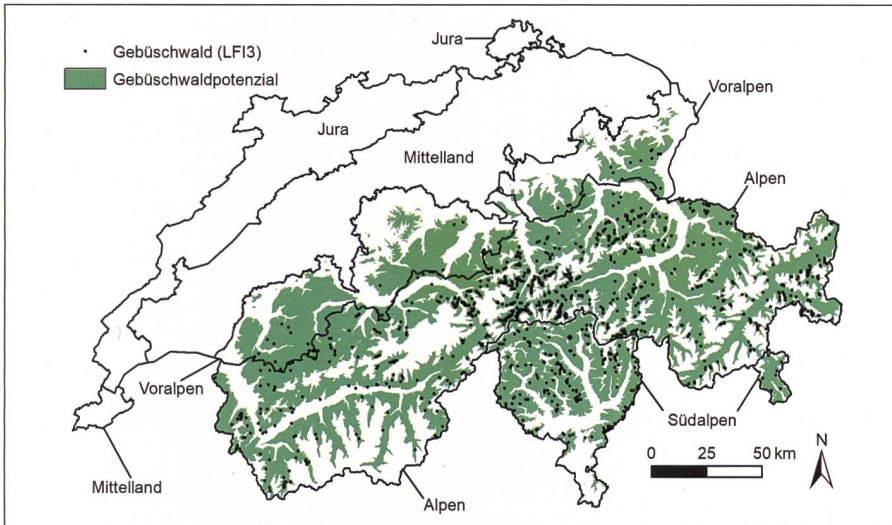 Gebüschwald (LFI3)
Gebüschwaldpotenzial
Jura
Voralpen
Jura
Mittelland
Alpen
Voralpen
Südalpen
Mittelland
Alpen
0 25 50 km
N